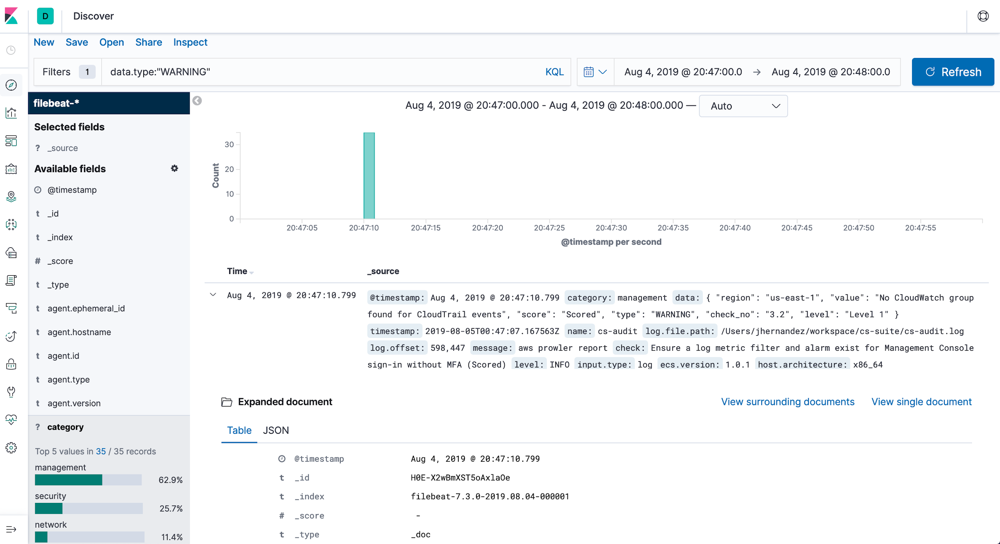 D
Discover
New Save Open Share Inspect
Filters 1 data.type:"WARNING" KQL Aug 4, 2019 @ 20:47:00.0 → Aug 4, 2019 @ 20:48:00.0 Refresh
filebeat-*
Selected fields
? _source
Available fields
@timestamp
t _id
t _index
# _score
t _type
t agent.ephemeral_id
t agent.hostname
t agent.id
t agent.type
t agent.version
? category
Top 5 values in 35 / 35 records
management
62.9%
security
25.7%
network
11.4%
Aug 4, 2019 @ 20:47:00.000 - Aug 4, 2019 @ 20:48:00.000 — Auto
Count
30
20
10
0
20:47:05 20:47:10 20:47:15 20:47:20 20:47:25 20:47:30 20:47:35 20:47:40 20:47:45 20:47:50 20:47:55
@timestamp per second
Time _source
Aug 4, 2019 @ 20:47:10.799
@timestamp: Aug 4, 2019 @ 20:47:10.799 category: management data: { "region": "us-east-1", "value": "No CloudWatch group
found for CloudTrail events", "score": "Scored", "type": "WARNING", "check_no": "3.2", "level": "Level 1" }
timestamp: 2019-08-05T00:47:07.167563Z name: cs-audit log.file.path: /Users/jhernandez/workspace/cs-suite/cs-audit.log
log.offset: 598,447 message: aws prowler report check: Ensure a log metric filter and alarm exist for Management Console
sign-in without MFA (Scored) level: INFO input.type: log ecs.version: 1.0.1 host.architecture: x86_64
Expanded document View surrounding documents View single document
Table JSON
@timestamp Aug 4, 2019 @ 20:47:10.799
t _id H0E-X2wBmXST5oAxlaOe
t _index filebeat-7.3.0-2019.08.04-000001
# _score -
t _type _doc